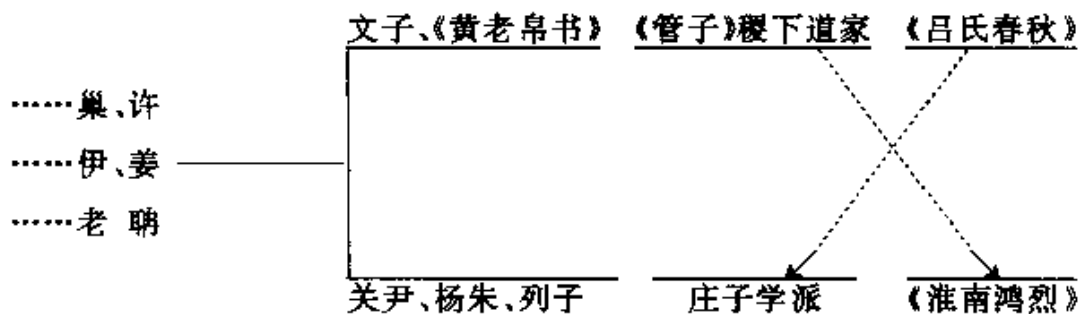 文子、《黄老帛书》 《管子》稷下道家 《吕氏春秋》
……巢、许
……伊、姜
……老 聃
关尹、杨朱、列子 庄子学派 《淮南鸿烈》